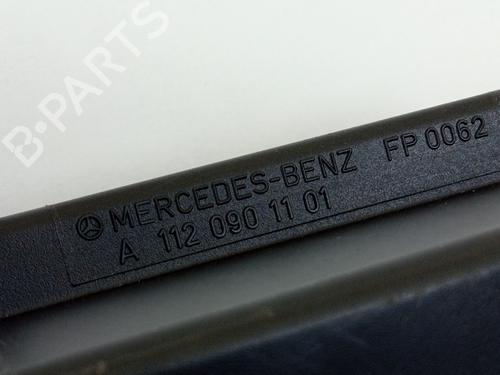 B-PARTS
MERCEDES-BENZ FP 0062
A 112 090 11 01